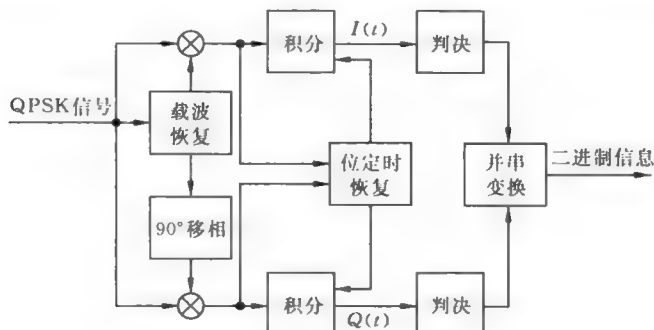 积分
I(t)
判决
QPSK信号
载波
恢复
位定时
恢复
并串
变换
二进制信息
90°移相
积分
Q(t)
判决